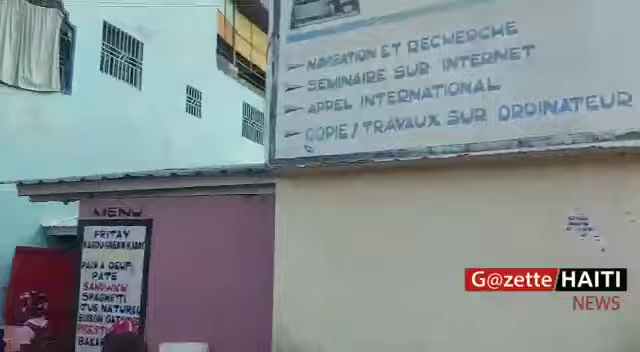 NAVIGATION ET RECHERCHE
SEMINAIRE SUR INTERNET
APPEL INTERNATIONAL
COPIE / TRAVAUX SUR ORDINATEUR
MENU
FRITAY
PAIN A OEUF
PATE
SANDWICH
SPAGHETTI
JUS NATUREL
G@zette HAITI
NEWS